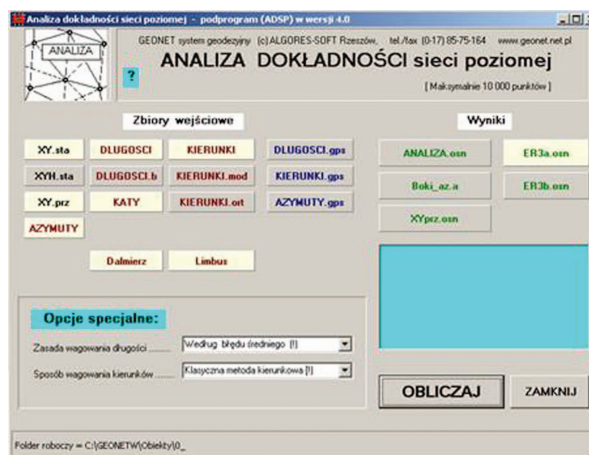 Analiza dokładności sieci poziomej - podprogram (ADSP) w wersji 4.0
GEONET system geodezyjny (c) ALGORES-SOFT Rzeszów, tel./fax (0-17) 85-75-164 www.geonet.net.pl
ANALIZA
?
ANALIZA DOKŁADNOŚCI sieci poziomej
[ Maksymalnie 10 000 punktów ]
Zbiory wejściowe
Wyniki
XY.sta DLUGOSCI KIERUNKI DLUGOSCI.gps
XYH.sta DLUGOSCI.b KIERUNKI.mod KIERUNKI.gps
XY.prz KATY KIERUNKI.ort AZYMUTY.gps
AZYMUTY
Dalmierz Limbus
ANALIZA.osn ER3a.osn
Boki_az.a ER3b.osn
XYprz.osn
Opcje specjalne:
Zasada wagowania długości ......... Według błędu średniego (!)
Sposób wagowania kierunków ....... Klasyczna metoda kierunkowa (!)
OBLICZAJ ZAMKNIJ
Folder roboczy = C:\GEONETW\Obiekty\0_